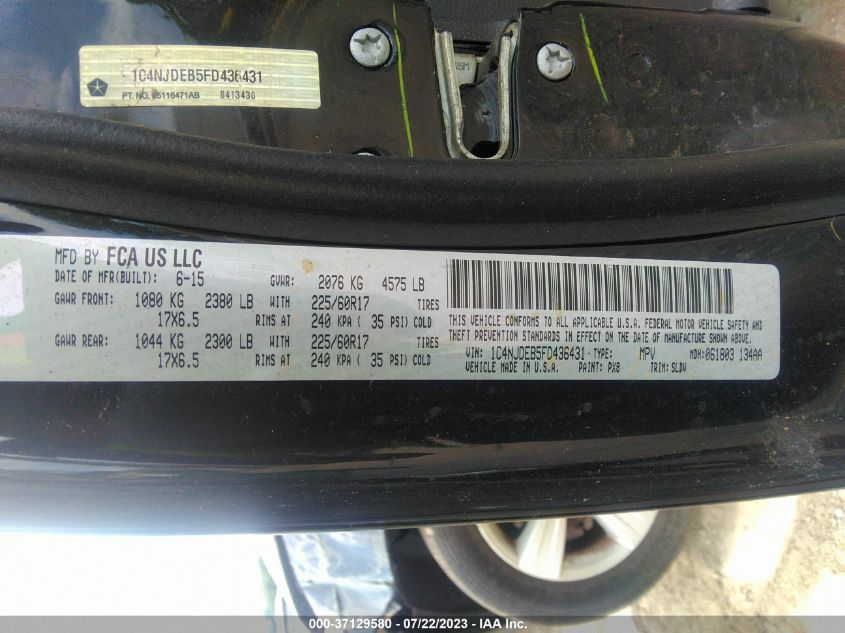 1C4NJDEB5FD436431
PT. NO. 05116471AB 8413430
MFD BY FCA US LLC
DATE OF MFR(BUILT): 6-15 GVWR: 2076 KG 4575 LB
GAWR FRONT: 1080 KG 2380 LB WITH 225/60R17 TIRES
17X6.5 RIMS AT 240 KPA ( 35 PSI) COLD
GAWR REAR: 1044 KG 2300 LB WITH 225/60R17 TIRES
17X6.5 RIMS AT 240 KPA ( 35 PSI) COLD
THIS VEHICLE CONFORMS TO ALL APPLICABLE U.S.A. FEDERAL MOTOR VEHICLE SAFETY AND
THEFT PREVENTION STANDARDS IN EFFECT ON THE DATE OF MANUFACTURE SHOWN ABOVE.
VIN: 1C4NJDEB5FD436431 TYPE: MPV MDH: 061803 134AA
VEHICLE MADE IN U.S.A. PAINT: PX8 TRIM: SLDV
000-37129580 - 07/22/2023 - IAA Inc.